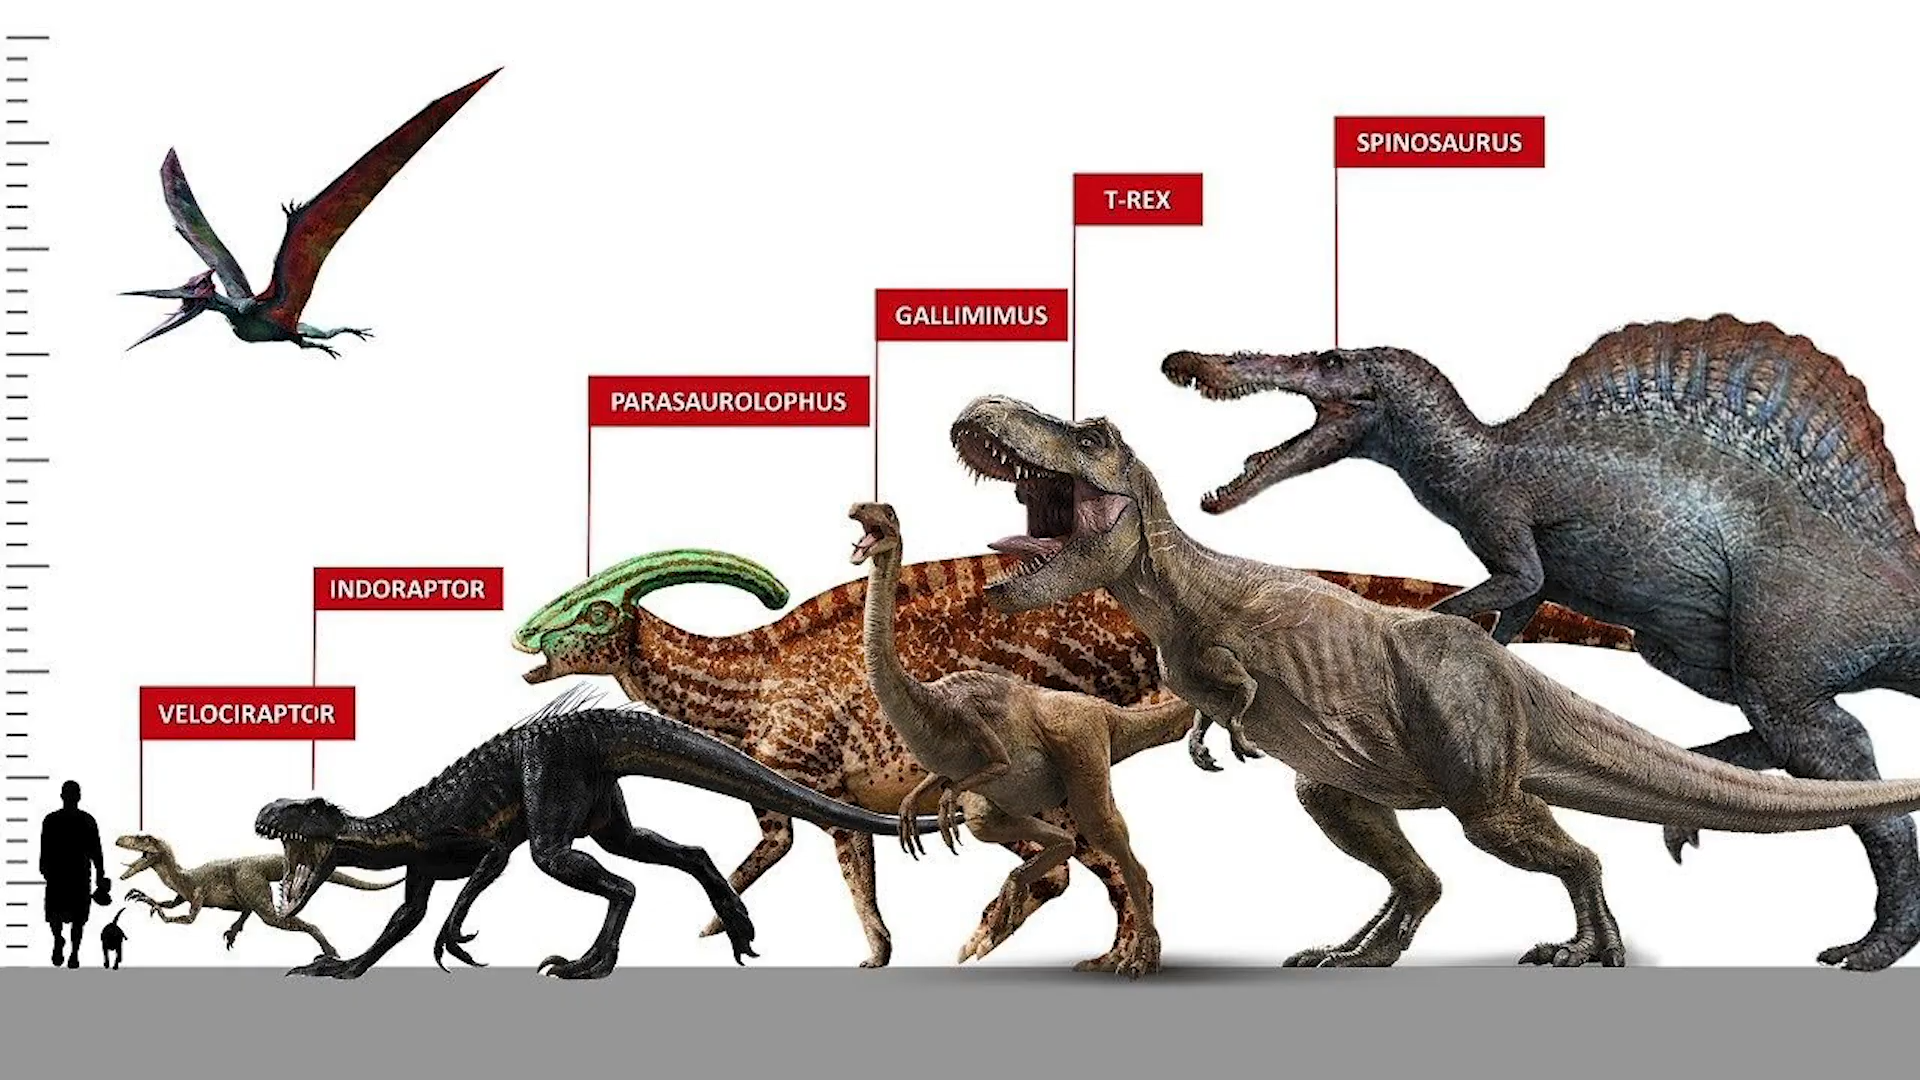 SPINOSAURUS
T-REX
GALLIMIMUS
PARASAUROLOPHUS
INDORAPTOR
VELOCIRAPTOR